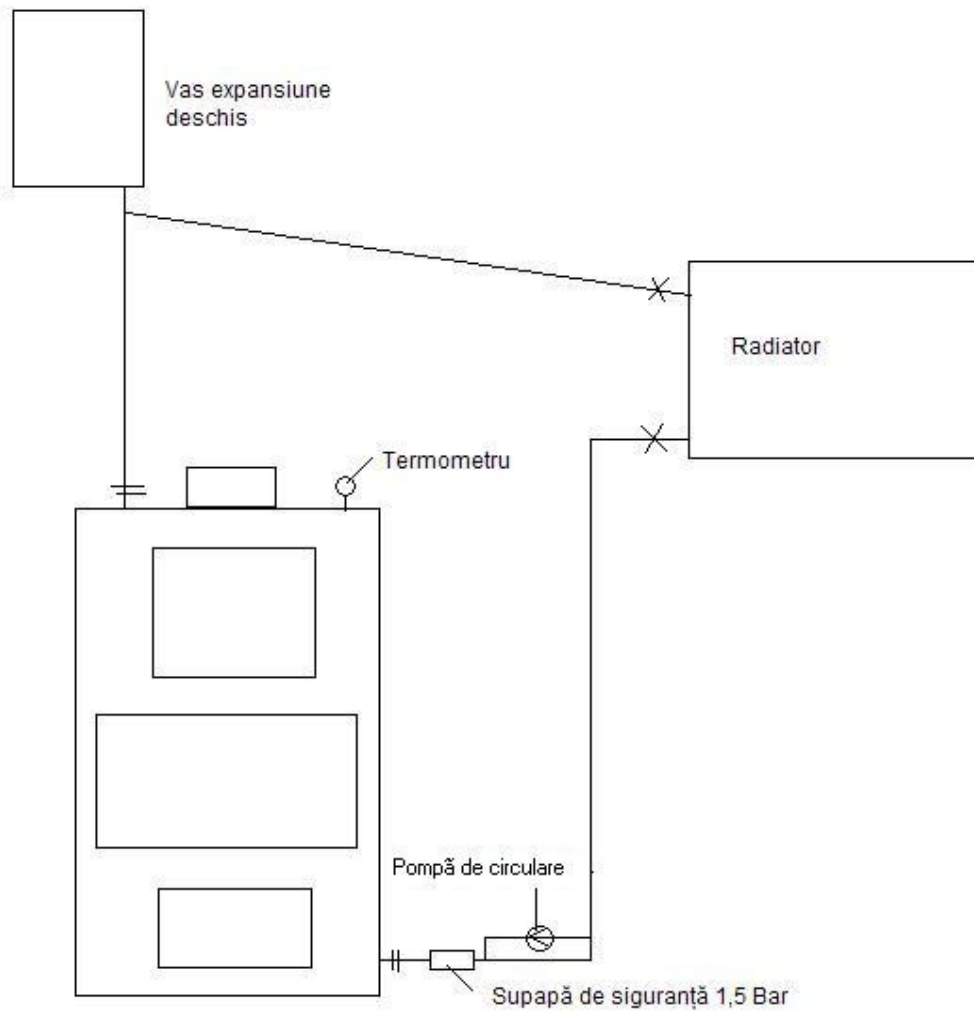 Vas expansiune
deschis
Radiator
Termometru
Pompă de circulare
Supapă de siguranță 1,5 Bar